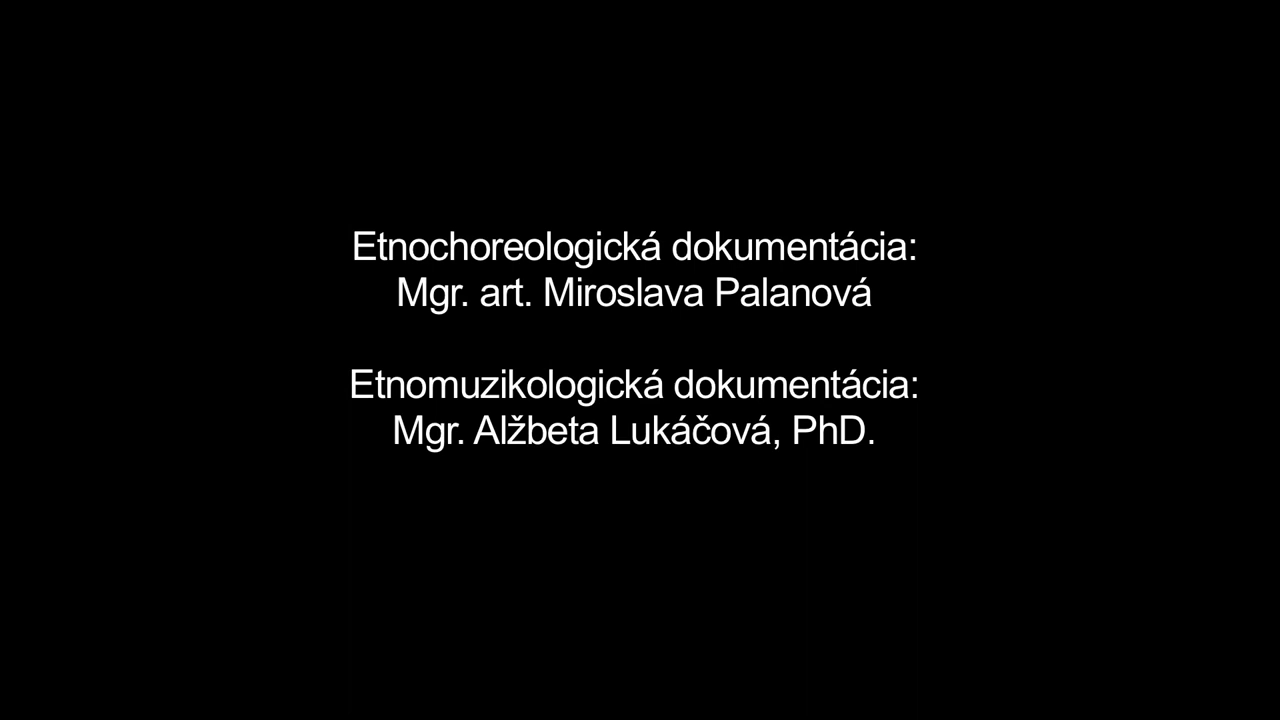 Etnochoreologická dokumentácia:
Mgr. art. Miroslava Palanová
Etnomuzikologická dokumentácia:
Mgr. Alžbeta Lukáčová, PhD.